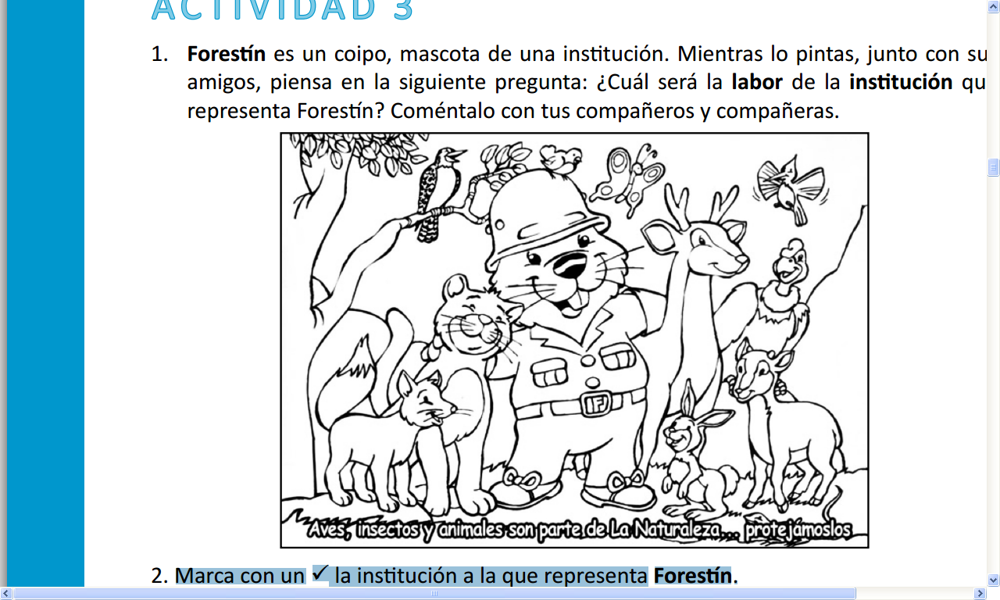 ACTIVIDAD 3
1. Forestín es un coipo, mascota de una institución. Mientras lo pintas, junto con su
amigos, piensa en la siguiente pregunta: ¿Cuál será la labor de la institución qu
representa Forestín? Coméntalo con tus compañeros y compañeras.
IF
Aves, insectos y animales son parte de La Naturaleza... protejámoslos
2. Marca con un ✓ la institución a la que representa Forestín.